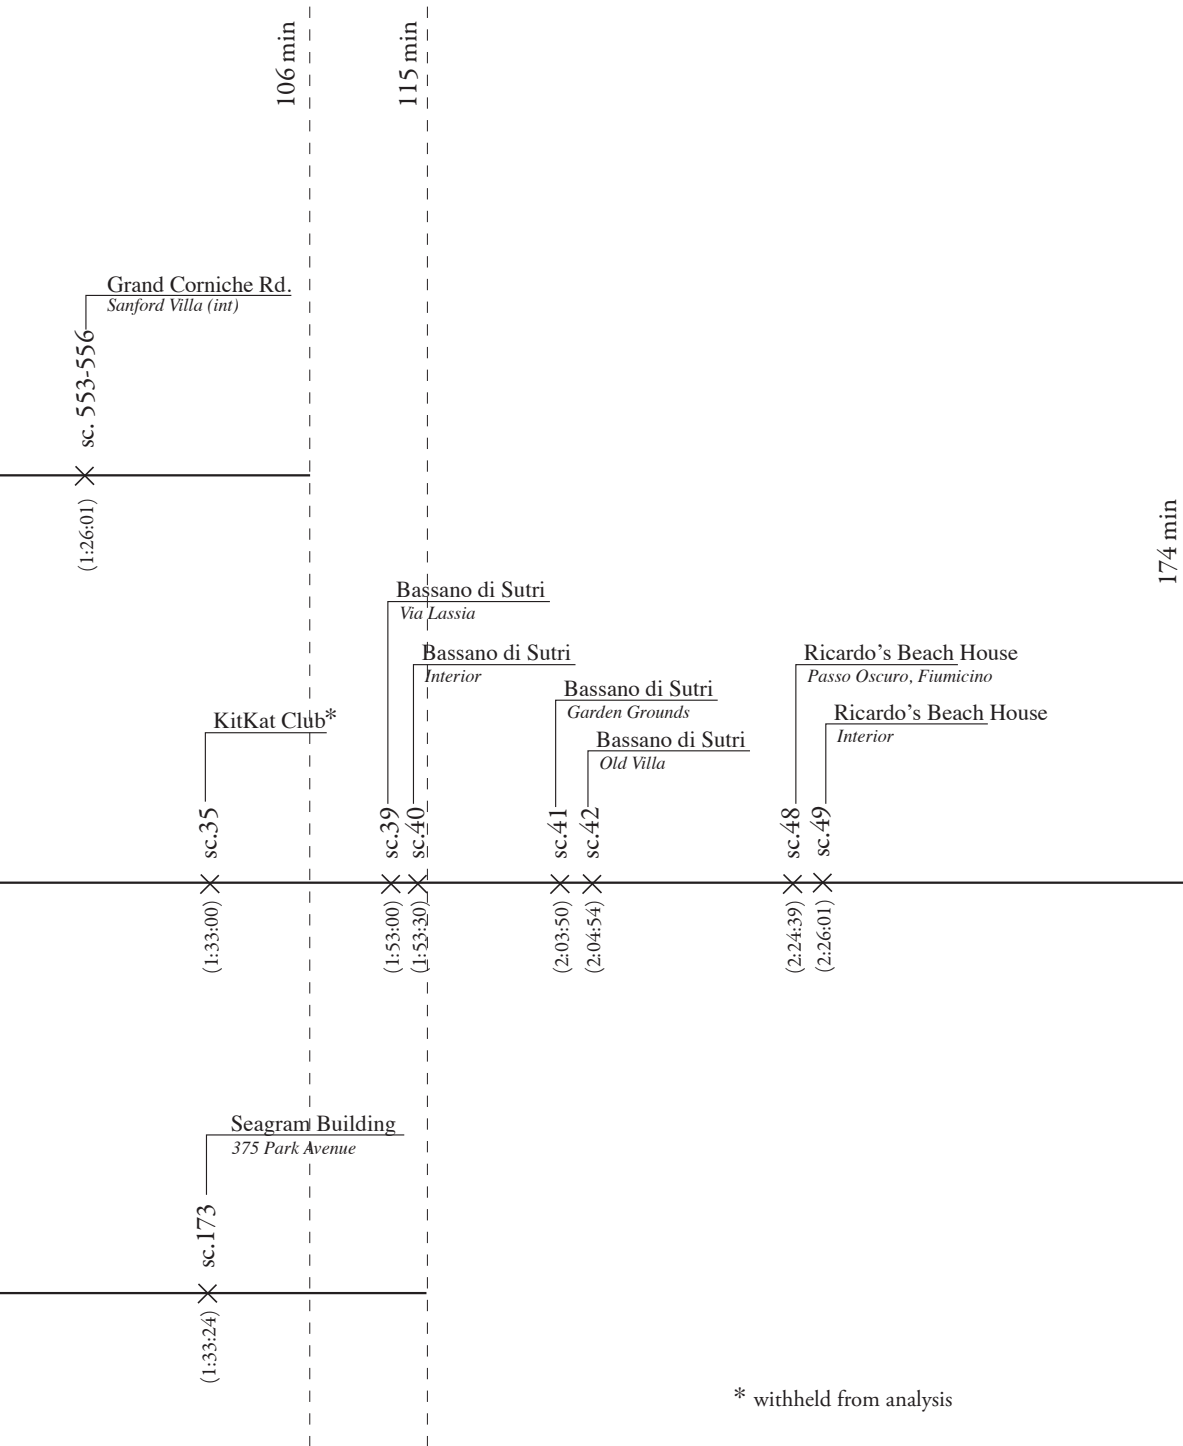 106 min
115 min
Grand Corniche Rd.
Sanford Villa (int)
sc. 553-556
(1:26:01)
174 min
Bassano di Sutri
Via Lassia
Bassano di Sutri
Interior
Ricardo’s Beach House
Passo Oscuro, Fiumicino
Bassano di Sutri
Garden Grounds
Ricardo’s Beach House
Interior
KitKat Club*
Bassano di Sutri
Old Villa
sc.35
sc.39
sc.40
sc.41
sc.42
sc.48
sc.49
(1:33:00)
(1:53:00)
(1:53:30)
(2:03:50)
(2:04:54)
(2:24:39)
(2:26:01)
Seagram Building
375 Park Avenue
sc.173
(1:33:24)
* withheld from analysis